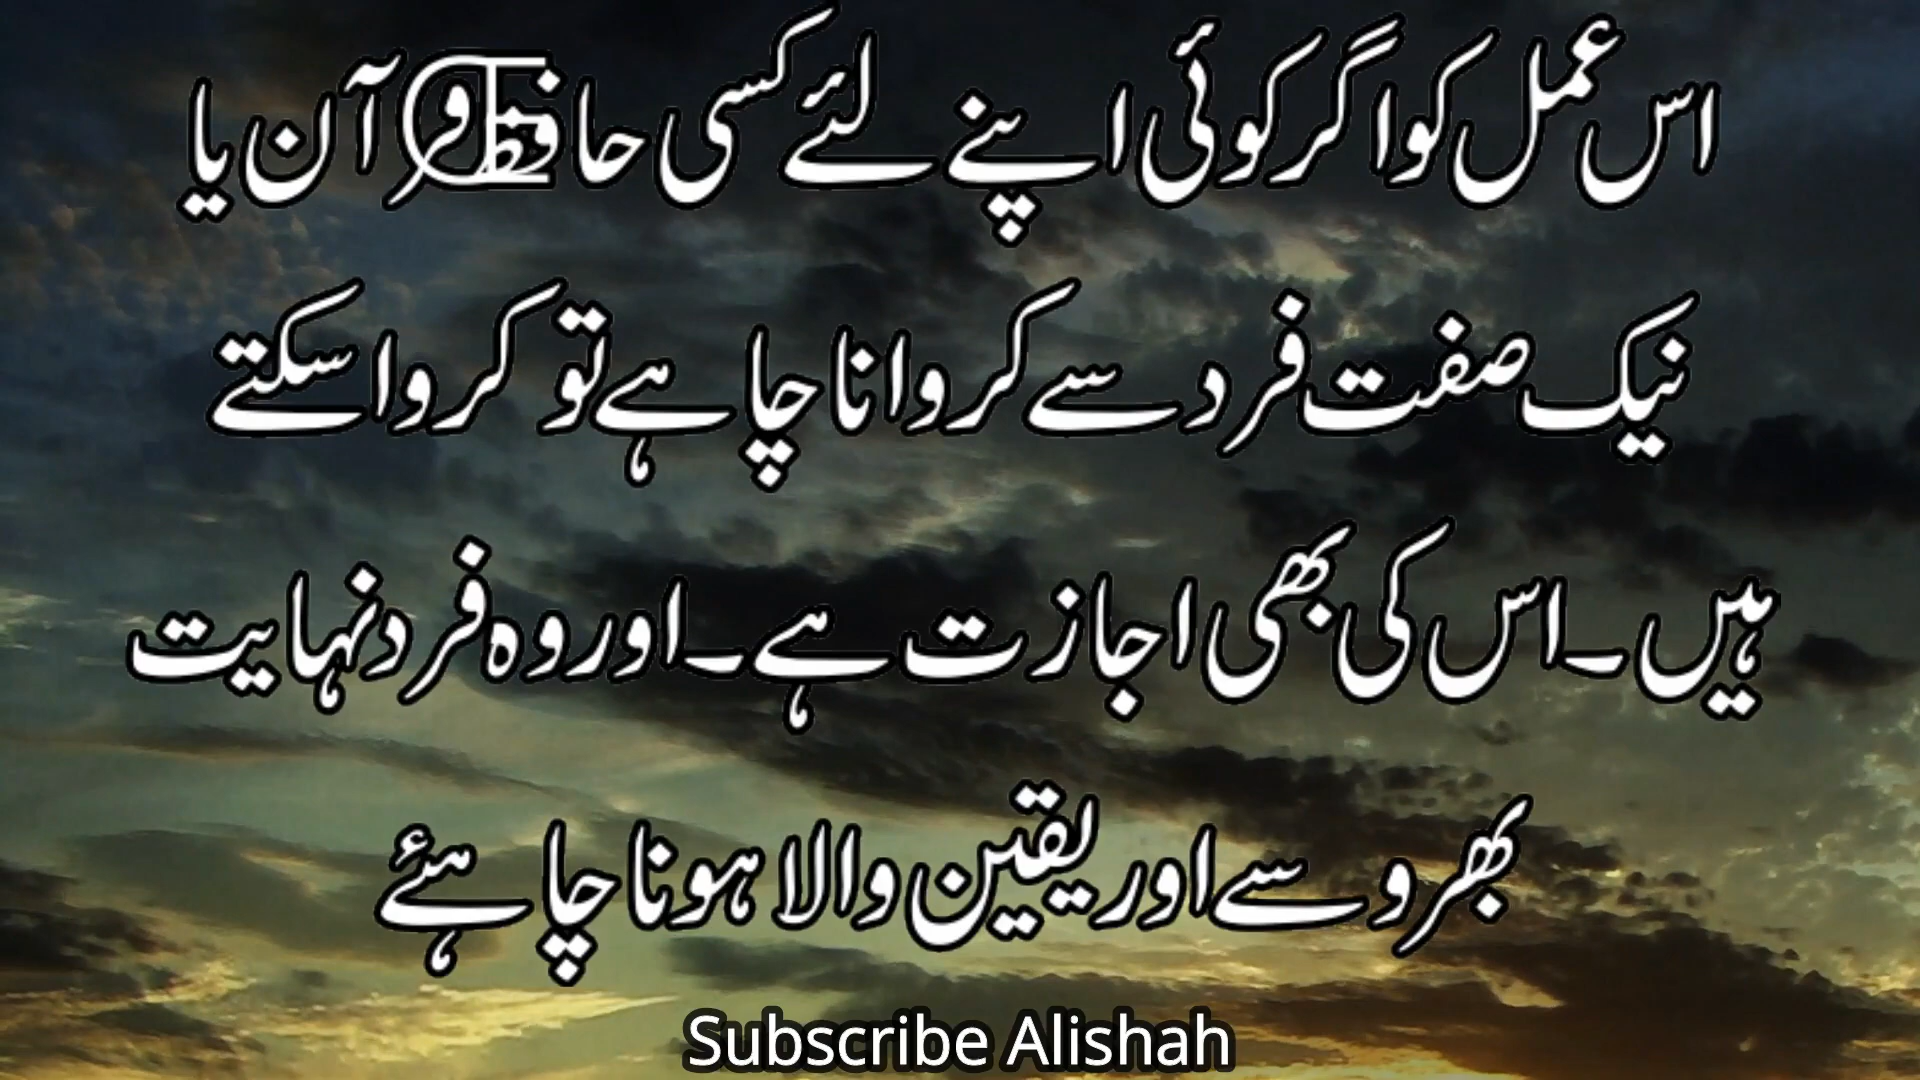 اس عمل کو اگر کوئی اپنے لئے کسی حافظ قرآن یا
نیک صفت فرد سے کروانا چاہے تو کروا سکتے
ہیں۔اس کی بھی اجازت ہے۔اور وہ فرد نہایت
بھروسے اور یقین والا ہونا چاہئے
Subscribe Alishah